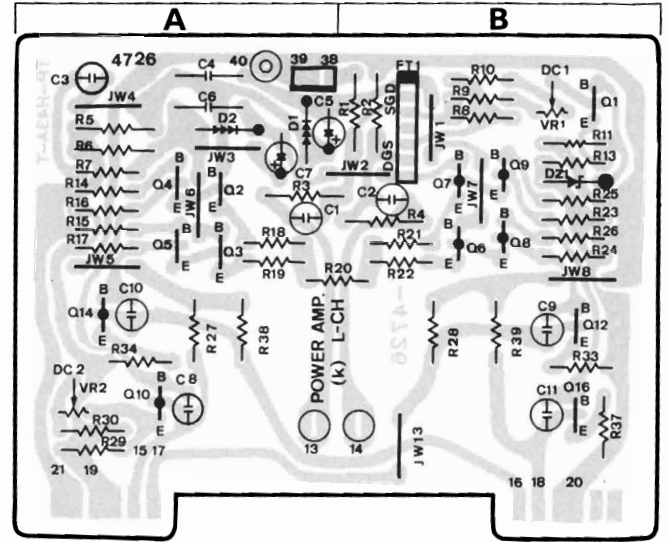 A B
4726 C4 40 39 38 FT1 R10 DC1
C3 B Q1
JW4 C6 C5 R1 R2 SGD R9
R5 D2 D1 JW1 R8 VR1 E R11
R6 JW3 DGS R13
R7 B B C7 JW2 B Q9 DZ1
R14 Q4 JW6 Q2 R3 C2 Q7 JW7 R25
R16 E E C1 R4 E E R23
R15 B R18 R21 R26
R17 Q5 Q3 R19 R22 Q6 Q8 R24
JW5 E E R20 E E JW8
B C10 C9 B
Q14 R27 R38 POWER AMP. R28 R39 Q12
E (k) L-CH E
R34 R33
DC2 B C8 C11 Q16
VR2 Q10 B
R30 E E R37
R29 13 14 JW13
21 19 15 17 16 18 20
-4726